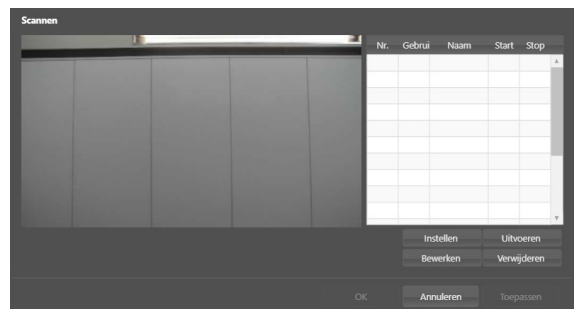 Scannen
Nr. Gebrui Naam Start Stop
Instellen Uitvoeren
Bewerken Verwijderen
OK Annuleren Toepassen